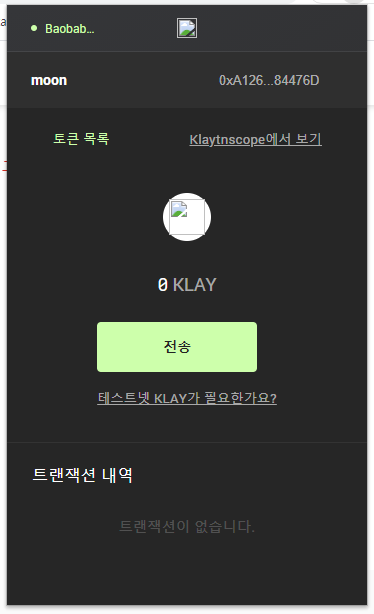 Baobab...
moon 0xA126...84476D
토큰 목록 Klaytnscope에서 보기
0 KLAY
전송
테스트넷 KLAY가 필요한가요?
트랜잭션 내역
트랜잭션이 없습니다.